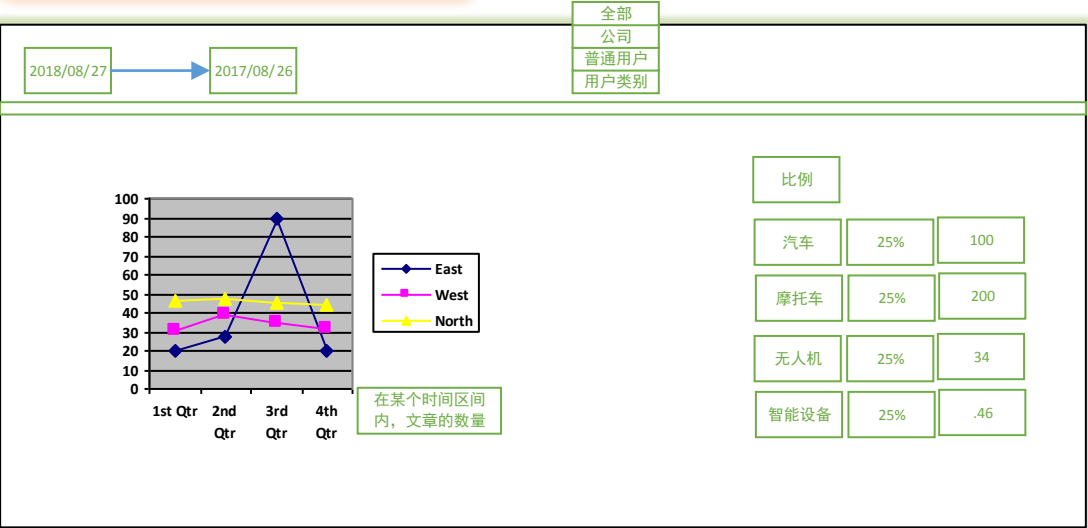 全部
公司
普通用户
用户类别
2018/08/27
2017/08/26
比例
汽车 25% 100
摩托车 25% 200
无人机 25% 34
智能设备 25% .46
100
90
80
70
60
50
40
30
20
10
0
1st Qtr
2nd Qtr
3rd Qtr
4th Qtr
East
West
North
在某个时间区间
内，文章的数量